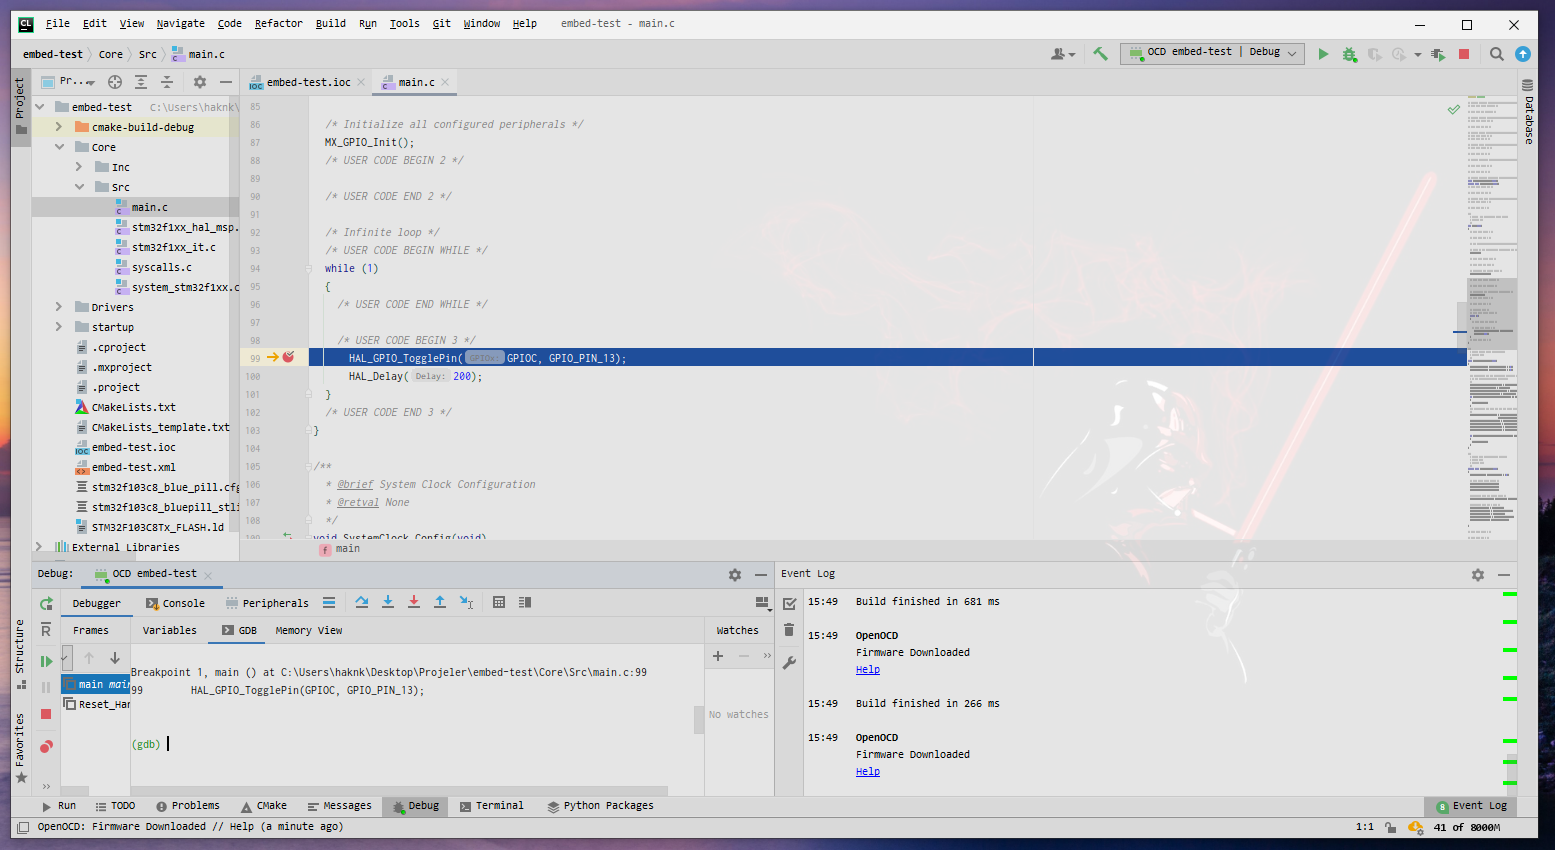 CL File Edit View Navigate Code Refactor Build Run Tools Git Window Help embed-test - main.c
embed-test Core Src main.c OCD embed-test | Debug
Project Pr... embed-test.ioc main.c
embed-test C:\Users\haknk\
cmake-build-debug
Core
Inc
Src
main.c
stm32f1xx_hal_msp.
stm32f1xx_it.c
syscalls.c
system_stm32f1xx.c
Drivers
startup
.cproject
.mxproject
.project
CMakeLists.txt
CMakeLists_template.txt
embed-test.ioc
embed-test.xml
stm32f103c8_blue_pill.cfg
stm32f103c8_bluepill_stli
STM32F103C8Tx_FLASH.ld
External Libraries
85
86 /* Initialize all configured peripherals */
87 MX_GPIO_Init();
88 /* USER CODE BEGIN 2 */
89
90 /* USER CODE END 2 */
91
92 /* Infinite loop */
93 /* USER CODE BEGIN WHILE */
94 while (1)
95 {
96 /* USER CODE END WHILE */
97
98 /* USER CODE BEGIN 3 */
99 HAL_GPIO_TogglePin( GPIOx: GPIOC, GPIO_PIN_13);
100 HAL_Delay( Delay: 200);
101 }
102 /* USER CODE END 3 */
103 }
104
105 /**
106 * @brief System Clock Configuration
107 * @retval None
108 */
109 void SystemClock_Config(void)
f main
Database
Debug: OCD embed-test
Debugger Console Peripherals
Frames Variables GDB Memory View Watches
Breakpoint 1, main () at C:\Users\haknk\Desktop\Projeler\embed-test\Core\Src\main.c:99
99 HAL_GPIO_TogglePin(GPIOC, GPIO_PIN_13);
(gdb)
main main
Reset_Har
No watches
Structure
Favorites
Event Log
15:49 Build finished in 681 ms
15:49 OpenOCD
Firmware Downloaded
Help
15:49 Build finished in 266 ms
15:49 OpenOCD
Firmware Downloaded
Help
Run TODO Problems CMake Messages Debug Terminal Python Packages 8 Event Log
OpenOCD: Firmware Downloaded // Help (a minute ago) 1:1 41 of 8000M